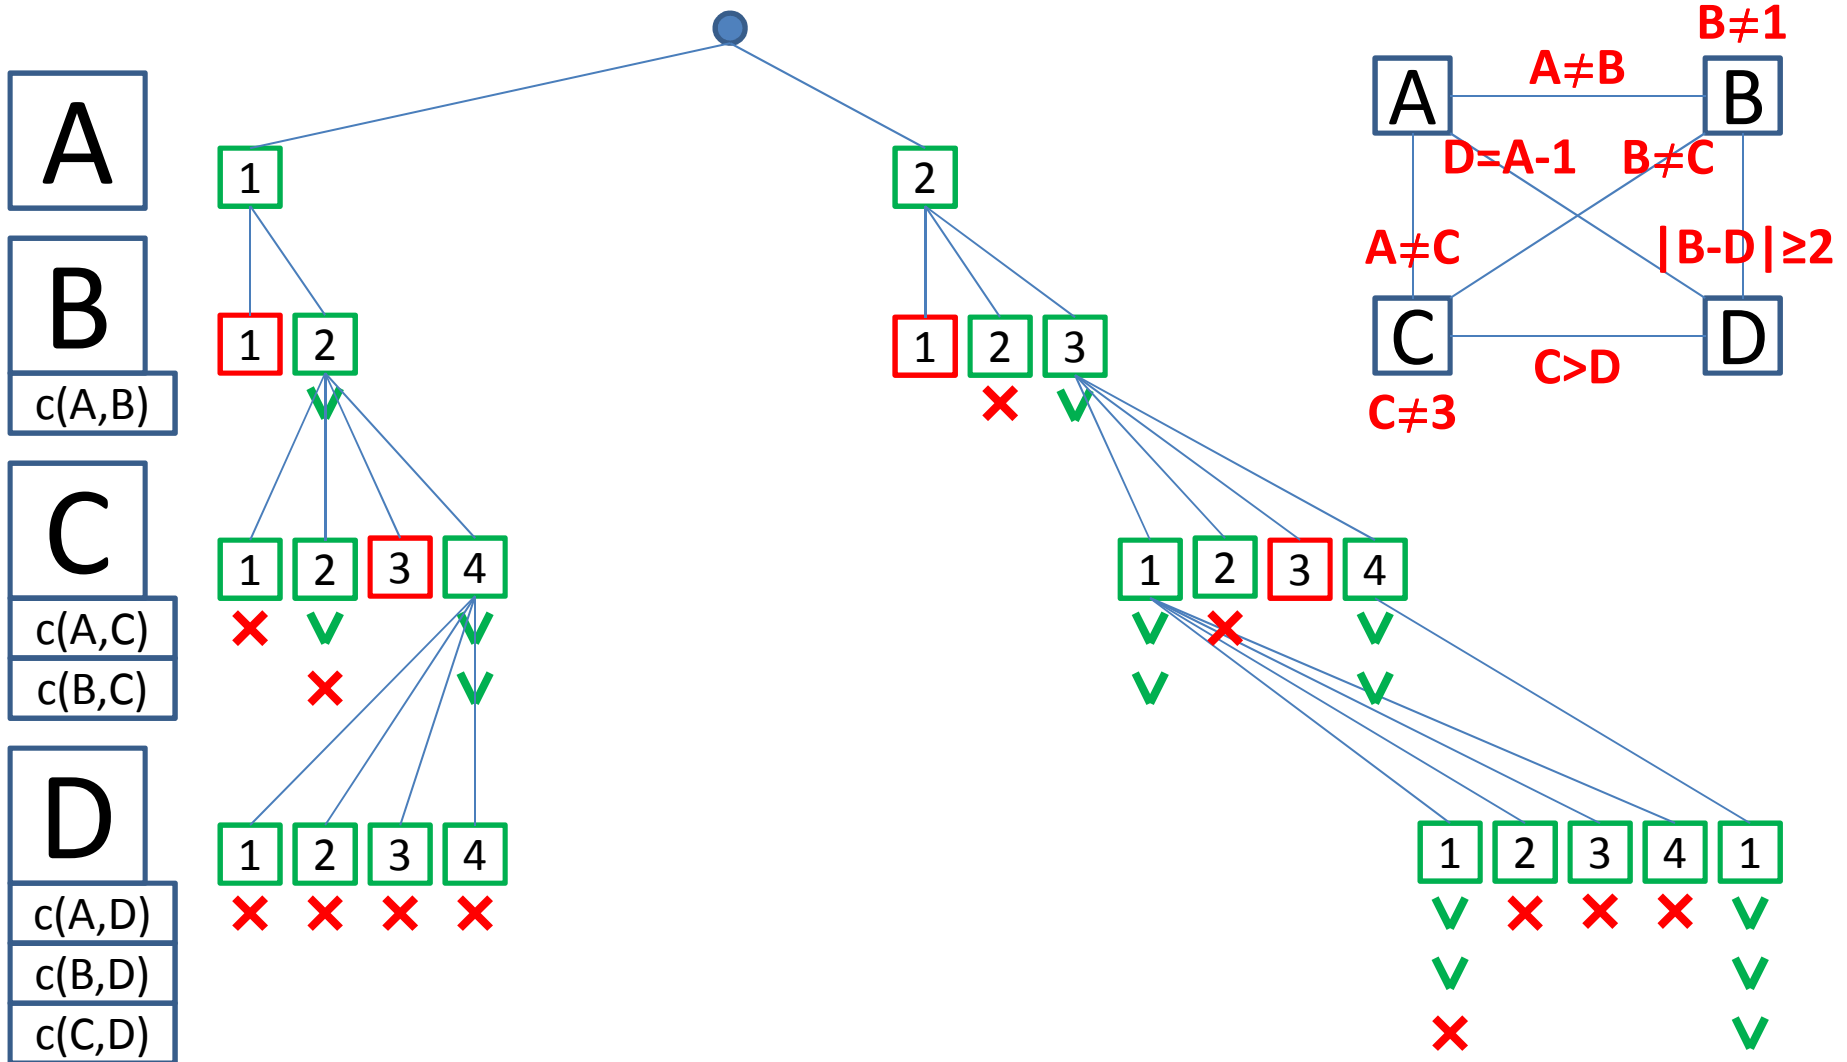 B≠1
A≠B
A
B
D=A-1
B≠C
A≠C
|B-D|≥2
C
D
C>D
C≠3
A
1
2
B
1
2
1
2
3
c(A,B)
C
1
2
3
4
1
2
3
4
c(A,C)
c(B,C)
D
1
2
3
4
1
2
3
4
1
c(A,D)
c(B,D)
c(C,D)